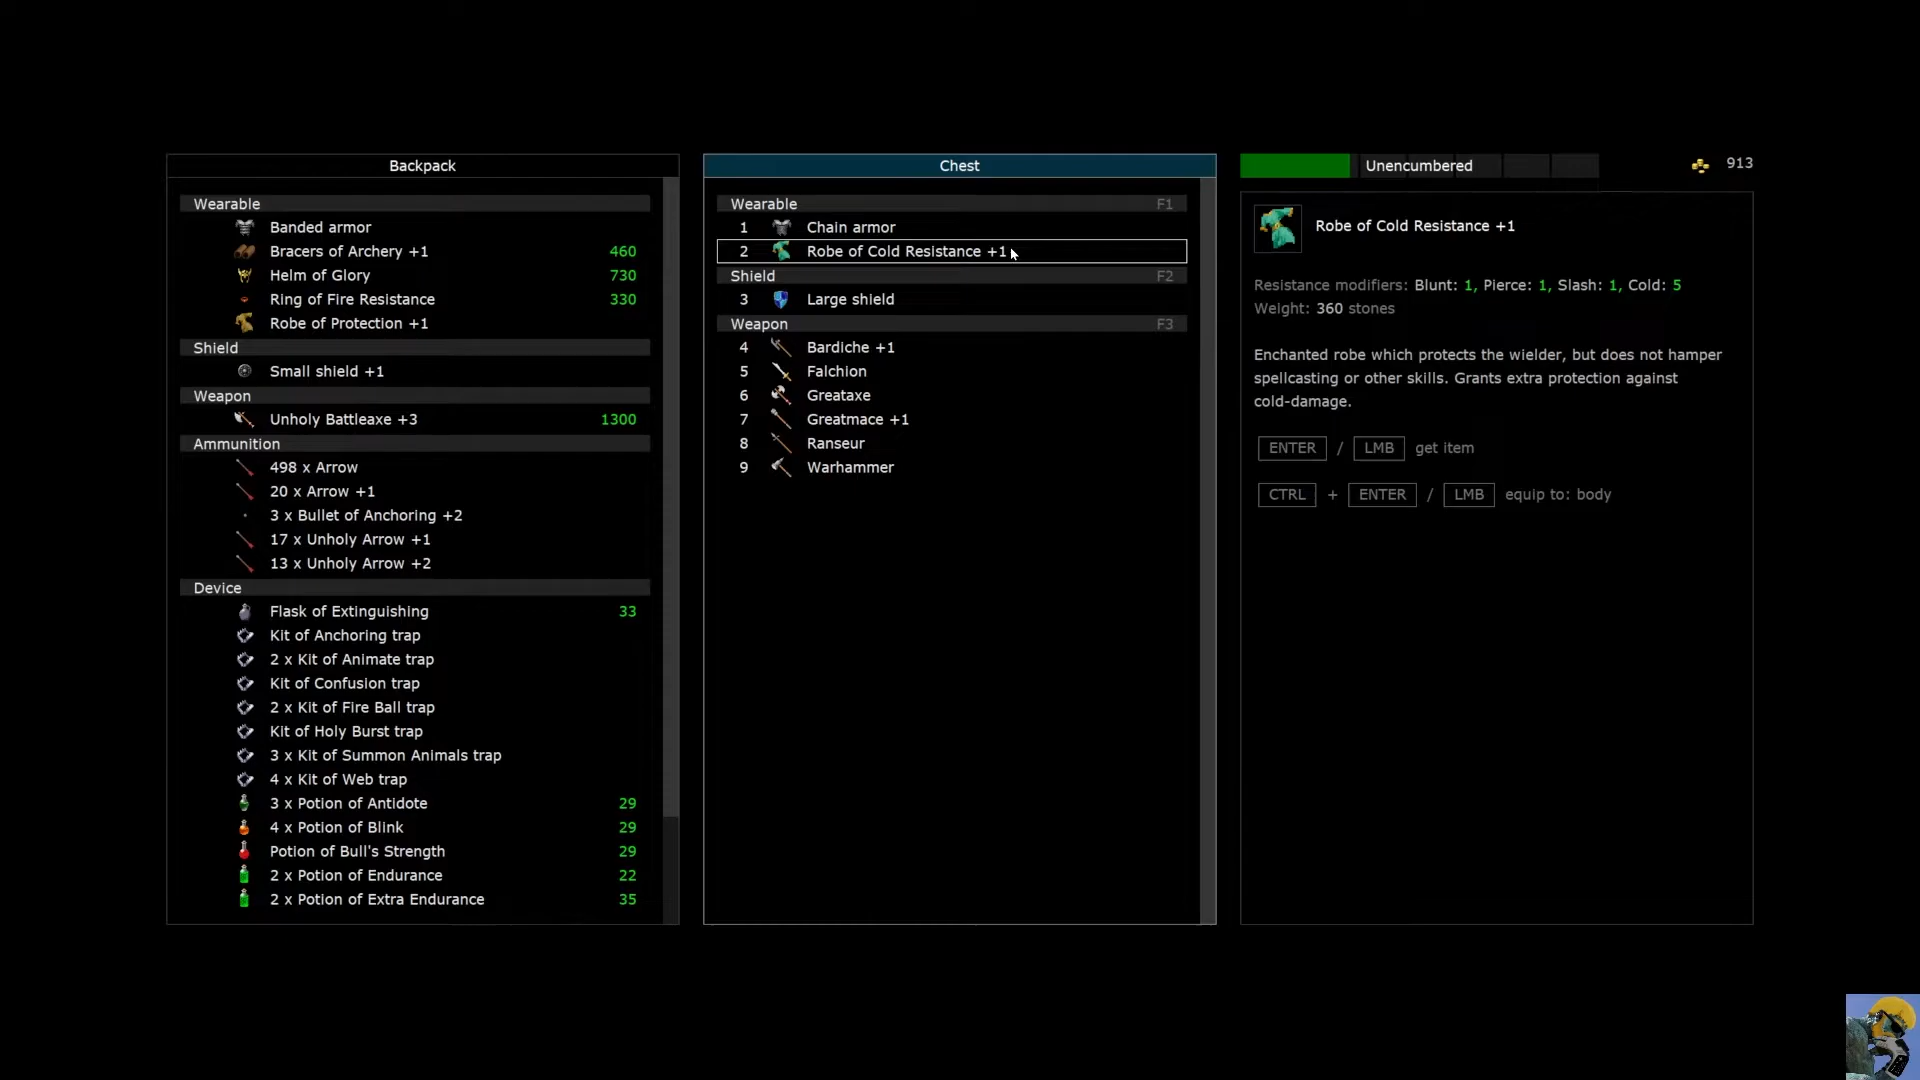 Backpack
Wearable
Banded armor
Bracers of Archery +1 460
Helm of Glory 730
Ring of Fire Resistance 330
Robe of Protection +1
Shield
Small shield +1
Weapon
Unholy Battleaxe +3 1300
Ammunition
498 x Arrow
20 x Arrow +1
3 x Bullet of Anchoring +2
17 x Unholy Arrow +1
13 x Unholy Arrow +2
Device
Flask of Extinguishing 33
Kit of Anchoring trap
2 x Kit of Animate trap
Kit of Confusion trap
2 x Kit of Fire Ball trap
Kit of Holy Burst trap
3 x Kit of Summon Animals trap
4 x Kit of Web trap
3 x Potion of Antidote 29
4 x Potion of Blink 29
Potion of Bull's Strength 29
2 x Potion of Endurance 22
2 x Potion of Extra Endurance 35
Chest
Wearable F1
1 Chain armor
2 Robe of Cold Resistance +1
Shield F2
3 Large shield
Weapon F3
4 Bardiche +1
5 Falchion
6 Greataxe
7 Greatmace +1
8 Ranseur
9 Warhammer
Unencumbered 913
Robe of Cold Resistance +1
Resistance modifiers: Blunt: 1, Pierce: 1, Slash: 1, Cold: 5
Weight: 360 stones
Enchanted robe which protects the wielder, but does not hamper
spellcasting or other skills. Grants extra protection against
cold-damage.
ENTER / LMB get item
CTRL + ENTER / LMB equip to: body